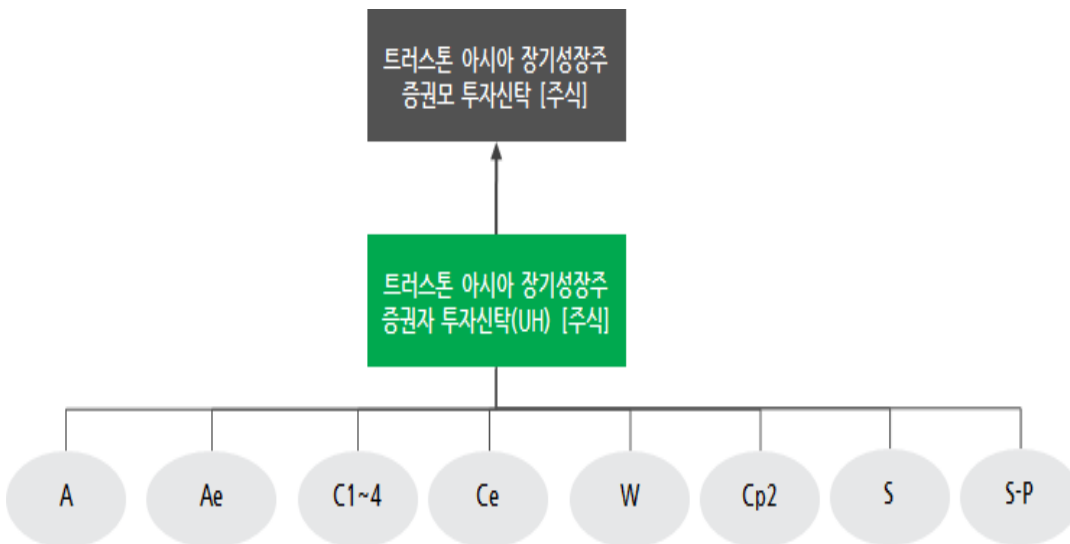 트러스톤 아시아 장기성장주
증권모 투자신탁 [주식]
트러스톤 아시아 장기성장주
증권자 투자신탁(UH) [주식]
A
Ae
C1~4
Ce
W
Cp2
S
S-P